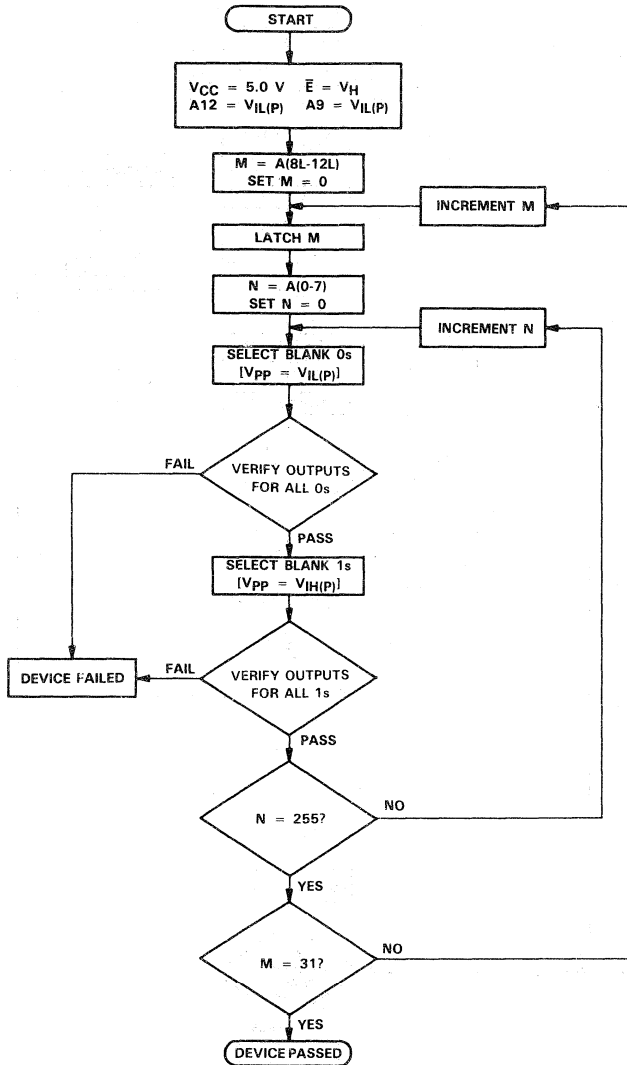 START
VCC = 5.0 V E̅ = VH
A12 = VIL(P) A9 = VIL(P)
M = A(8L-12L)
SET M = 0
INCREMENT M
LATCH M
N = A(0-7)
SET N = 0
INCREMENT N
SELECT BLANK 0s
[VPP = VIL(P)]
FAIL
VERIFY OUTPUTS
FOR ALL 0s
PASS
SELECT BLANK 1s
[VPP = VIH(P)]
DEVICE FAILED
FAIL
VERIFY OUTPUTS
FOR ALL 1s
PASS
N = 255?
NO
YES
M = 31?
NO
YES
DEVICE PASSED